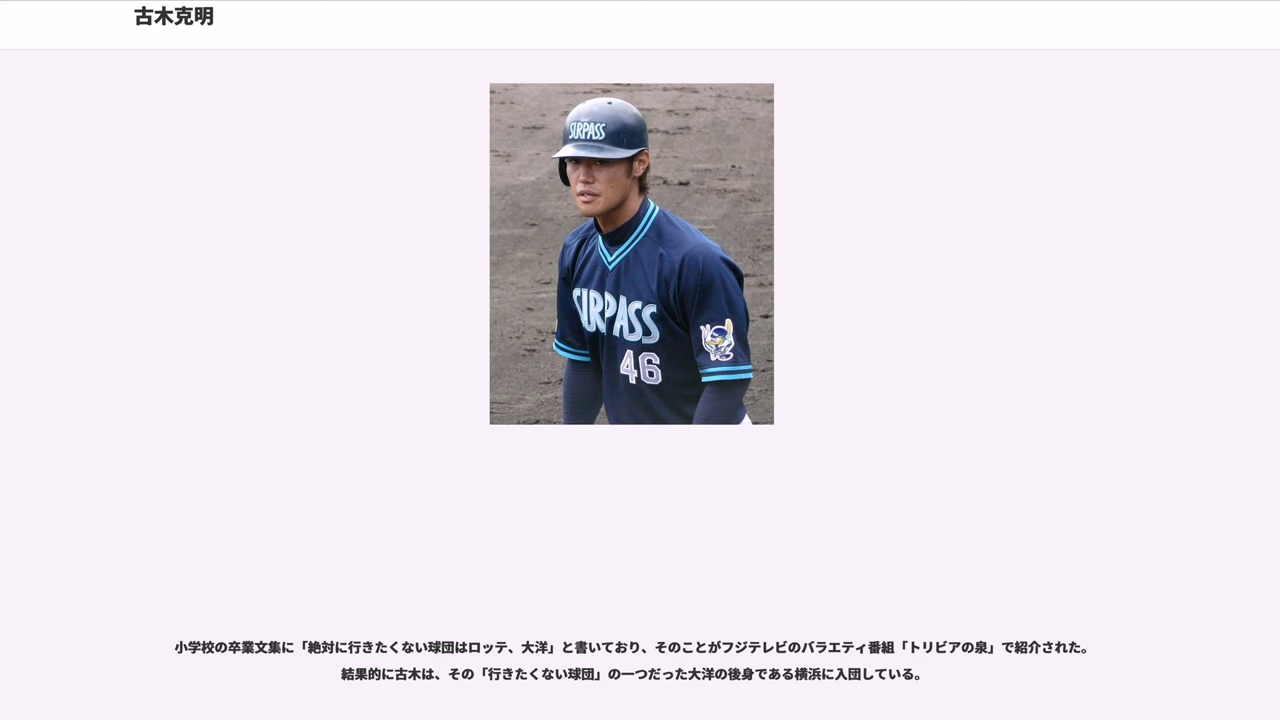 古木克明
SURPASS
SURPASS
46
小学校の卒業文集に「絶対に行きたくない球団はロッテ、大洋」と書いており、そのことがフジテレビのバラエティ番組「トリビアの泉」で紹介された。
結果的に古木は、その「行きたくない球団」の一つだった大洋の後身である横浜に入団している。